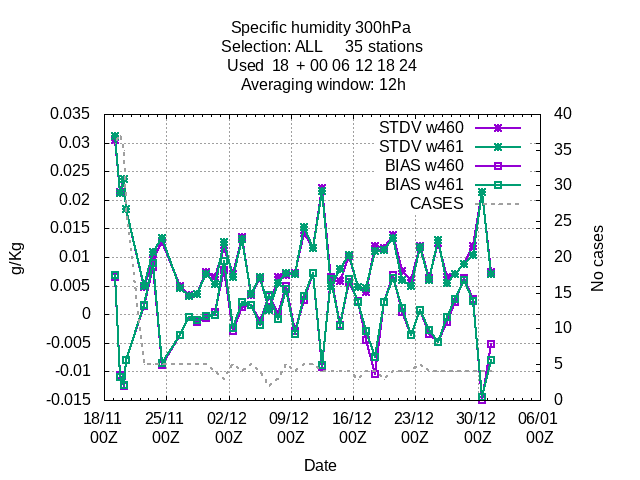 Specific humidity 300hPa
Selection: ALL 35 stations
Used 18 + 00 06 12 18 24
Averaging window: 12h
STDV w460
STDV w461
BIAS w460
BIAS w461
CASES
g/Kg
0.035
0.03
0.025
0.02
0.015
0.01
0.005
0
-0.005
-0.01
-0.015
No cases
40
35
30
25
20
15
10
5
0
18/11 25/11 02/12 09/12 16/12 23/12 30/12 06/01
00Z 00Z 00Z 00Z 00Z 00Z 00Z 00Z
Date